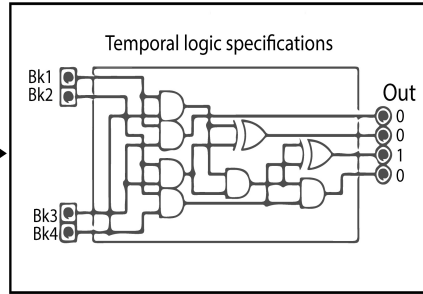 Temporal logic specifications
Bk1
Bk2
Out
0
0
1
0
Bk3
Bk4